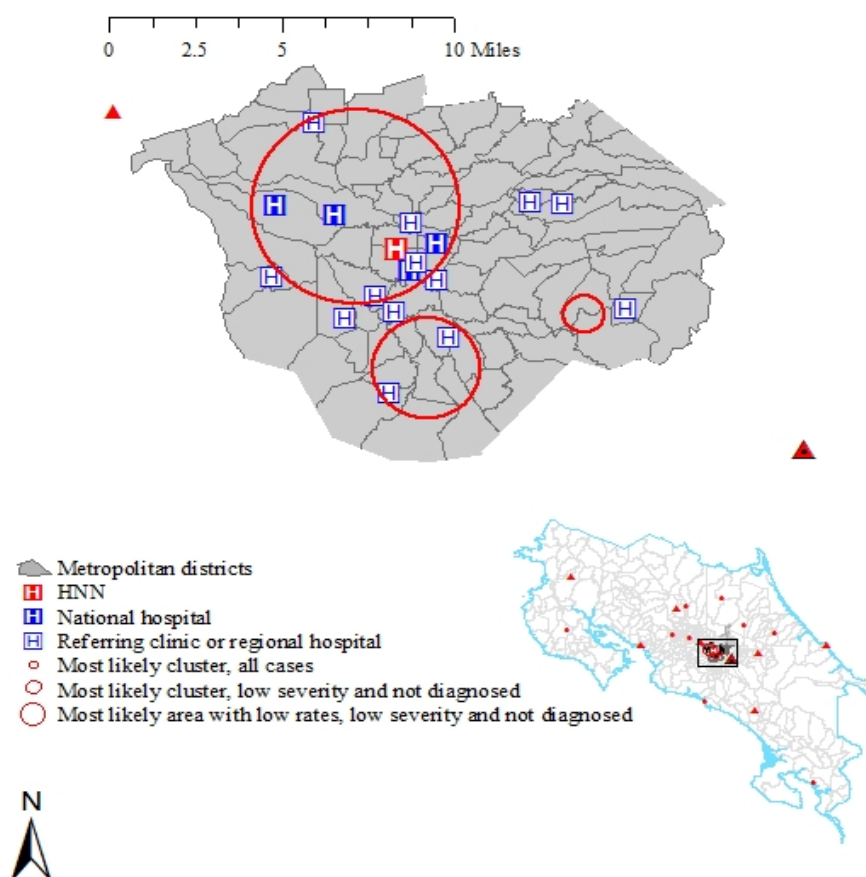 0 2.5 5 10 Miles
H
H H H
H H
H H
H H
H H
H H
H H
H
H
Metropolitan districts
H HNN
H National hospital
H Referring clinic or regional hospital
Most likely cluster, all cases
Most likely cluster, low severity and not diagnosed
Most likely area with low rates, low severity and not diagnosed
N